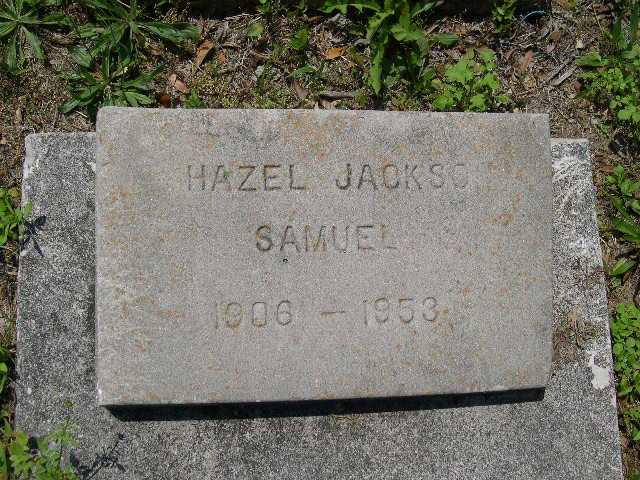 HAZEL JACKSO
SAMUEL
1906 – 1953